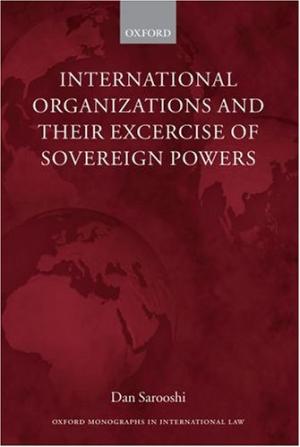 OXFORD
INTERNATIONAL
ORGANIZATIONS AND
THEIR EXCERCISE OF
SOVEREIGN POWERS
Dan Sarooshi
OXFORD MONOGRAPHS IN INTERNATIONAL LAW